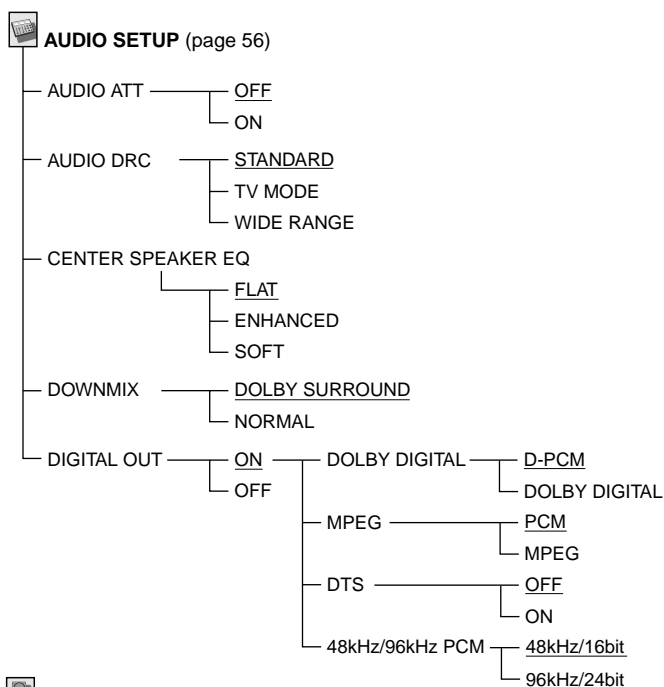 AUDIO SETUP (page 56)
AUDIO ATT OFF
ON
AUDIO DRC STANDARD
TV MODE
WIDE RANGE
CENTER SPEAKER EQ
FLAT
ENHANCED
SOFT
DOWNMIX DOLBY SURROUND
NORMAL
DIGITAL OUT ON DOLBY DIGITAL D-PCM
OFF DOLBY DIGITAL
MPEG PCM
MPEG
DTS OFF
ON
48kHz/96kHz PCM 48kHz/16bit
96kHz/24bit